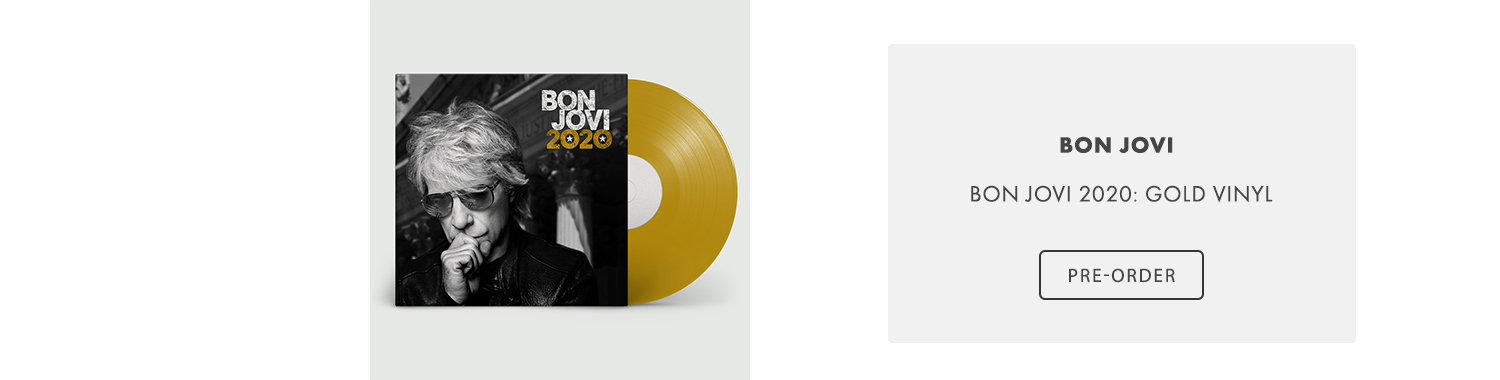 BON
JOVI
2020
BON JOVI
BON JOVI 2020: GOLD VINYL
PRE-ORDER